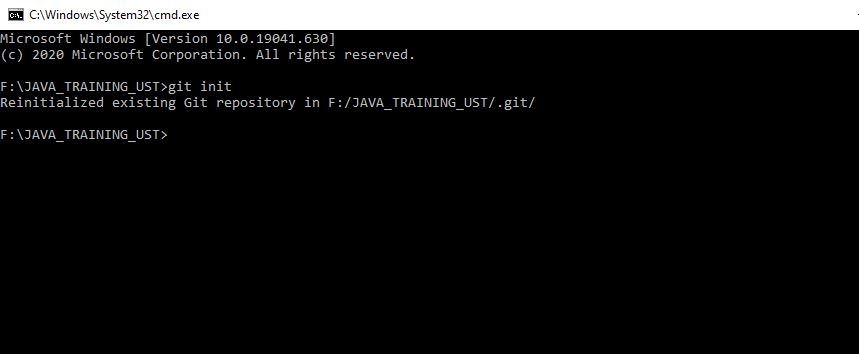 C:\Windows\System32\cmd.exe
Microsoft Windows [Version 10.0.19041.630]
(c) 2020 Microsoft Corporation. All rights reserved.
F:\JAVA_TRAINING_UST>git init
Reinitialized existing Git repository in F:/JAVA_TRAINING_UST/.git/
F:\JAVA_TRAINING_UST>